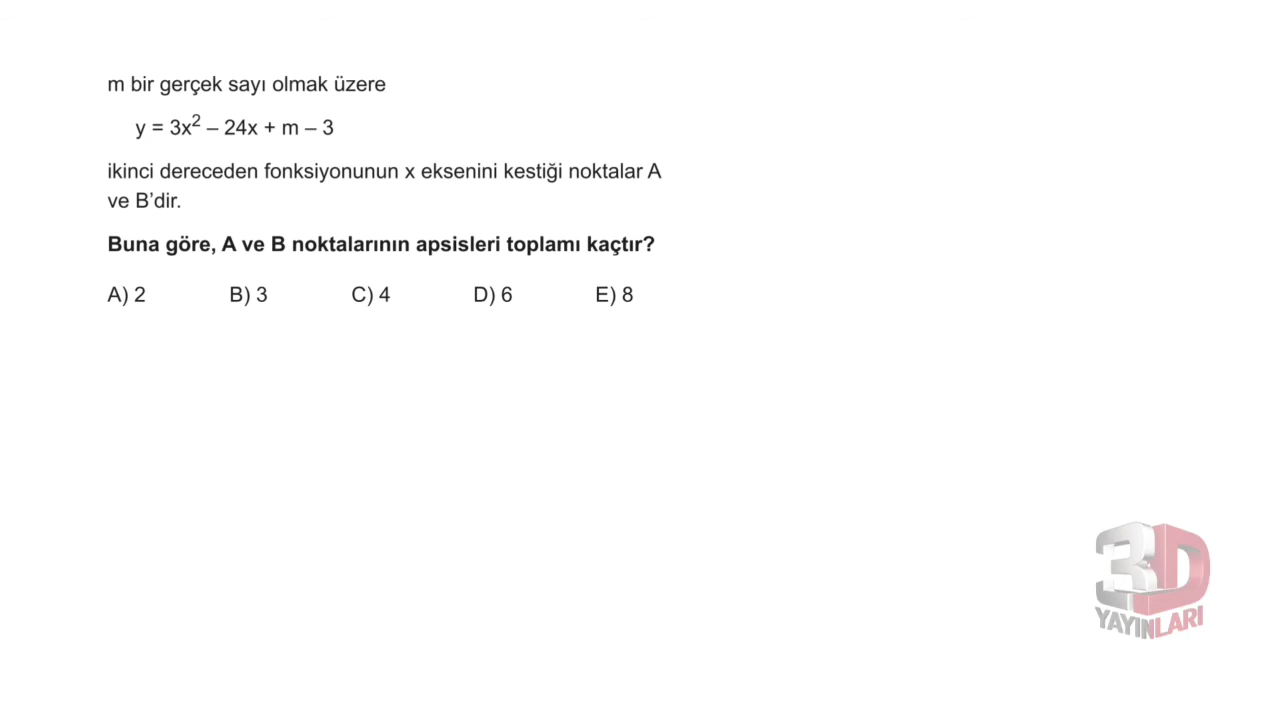 m bir gerçek sayı olmak üzere
y = 3x² – 24x + m – 3
ikinci dereceden fonksiyonunun x eksenini kestiği noktalar A
ve B’dir.
Buna göre, A ve B noktalarının apsisleri toplamı kaçtır?
A) 2 B) 3 C) 4 D) 6 E) 8
3D
YAYINLARI